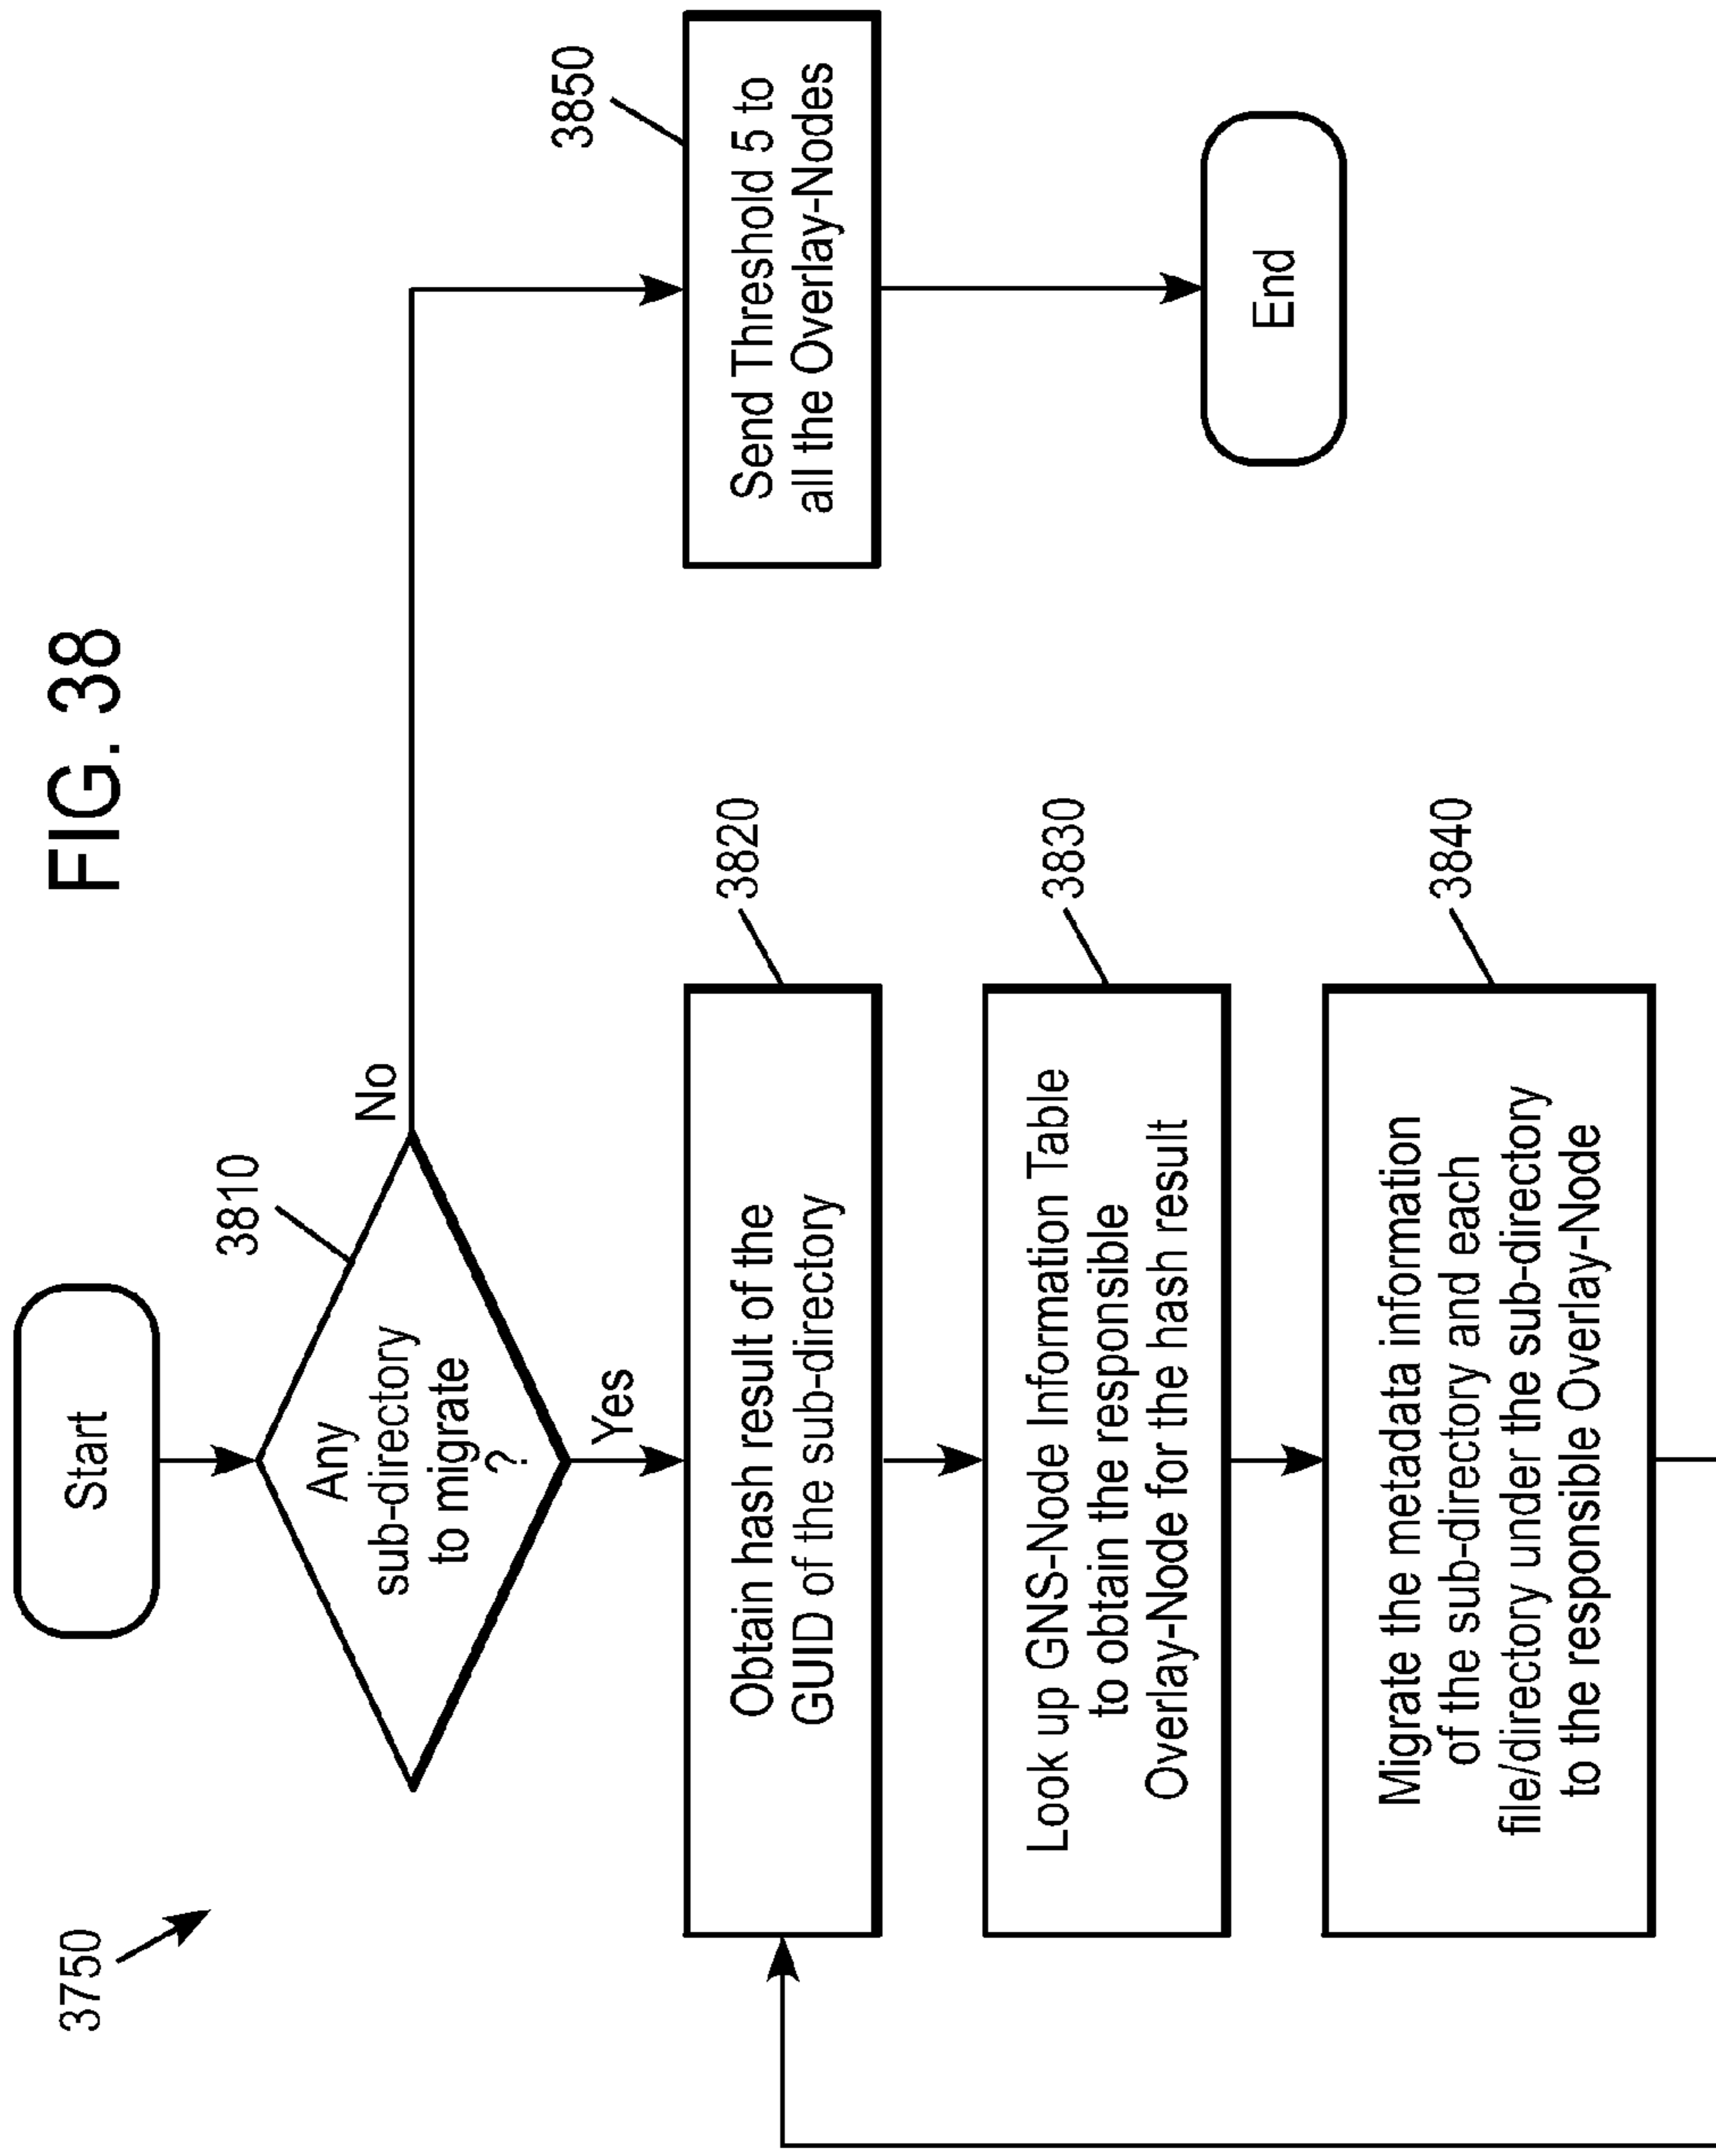 FIG. 38
3750
Start
3810
Any
sub-directory
to migrate
?
No
Yes
3820
Obtain hash result of the
GUID of the sub-directory
3830
Look up GNS-Node Information Table
to obtain the responsible
Overlay-Node for the hash result
3840
Migrate the metadata information
of the sub-directory and each
file/directory under the sub-directory
to the responsible Overlay-Node
3850
Send Threshold 5 to
all the Overlay-Nodes
End